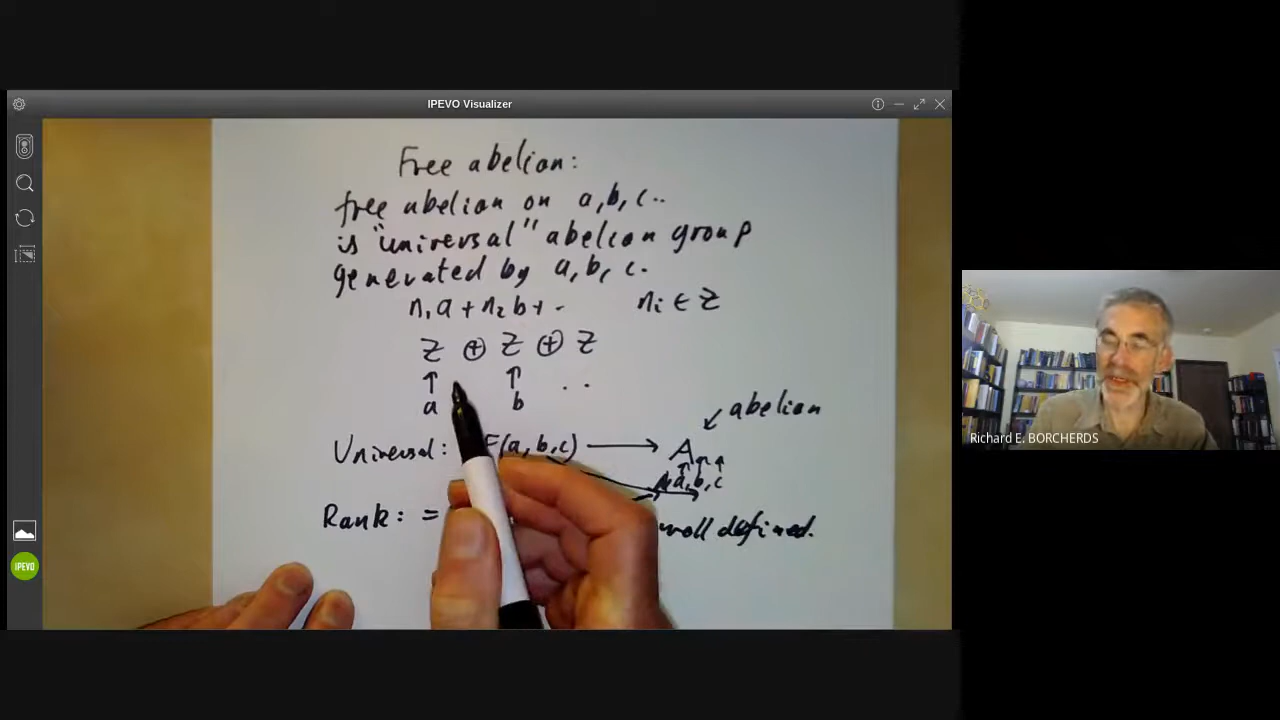 IPEVO Visualizer
Free abelian:
free abelian on a, b, c..
is "universal" abelian group
generated by a, b, c.
n₁a + n₂b + ..
nᵢ ∈ Z
Z ⊕ Z ⊕ Z
↑ ↑ ..
a b
abelian
Universal: F(a, b, c) → A
a, b, c
Rank: =
well defined.
Richard E. BORCHERDS
IPEVO